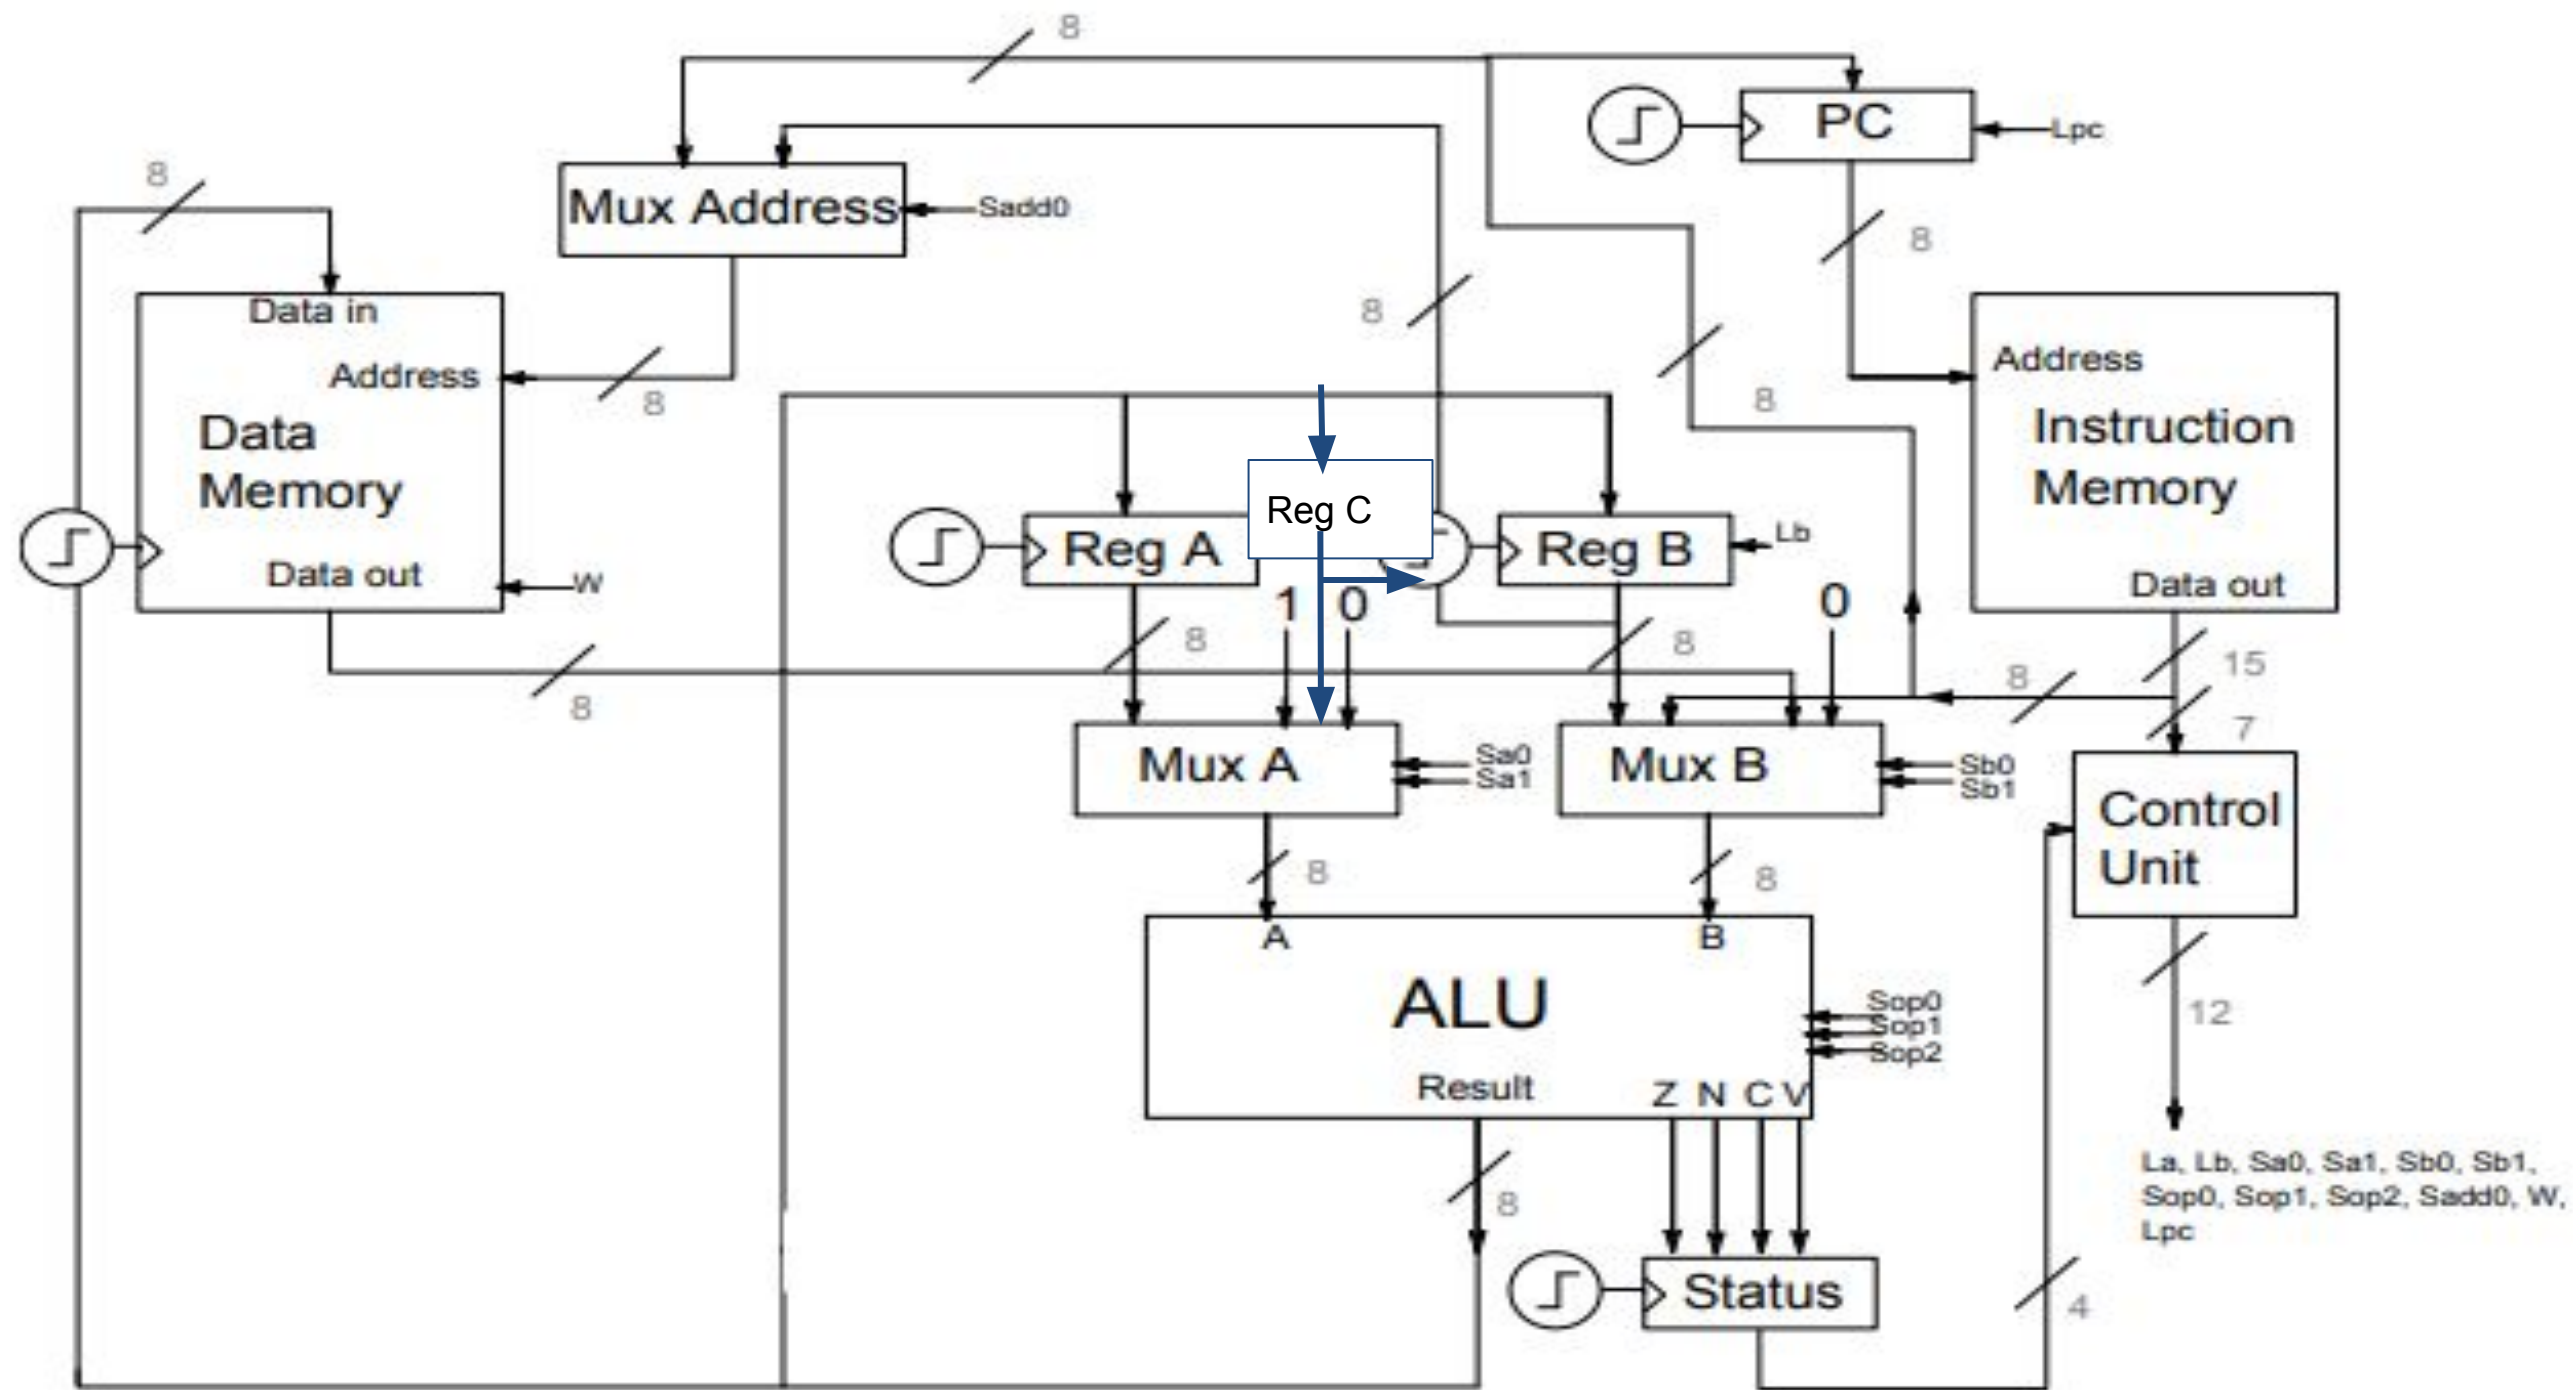 8
PC
Lpc
8
Mux Address
Sadd0
8
Data in
8
Address
8
Address
8
8
Data
Memory
Instruction
Memory
Reg C
Reg A
Reg B
Lb
Data out
W
Data out
1 0
0
8
8
15
8
8
7
Mux A
Sa0
Sa1
Mux B
Sb0
Sb1
Control
Unit
8
8
A
B
ALU
Sop0
Sop1
Sop2
12
Result
Z N C V
8
La, Lb, Sa0, Sa1, Sb0, Sb1,
Sop0, Sop1, Sop2, Sadd0, W,
Lpc
Status
4